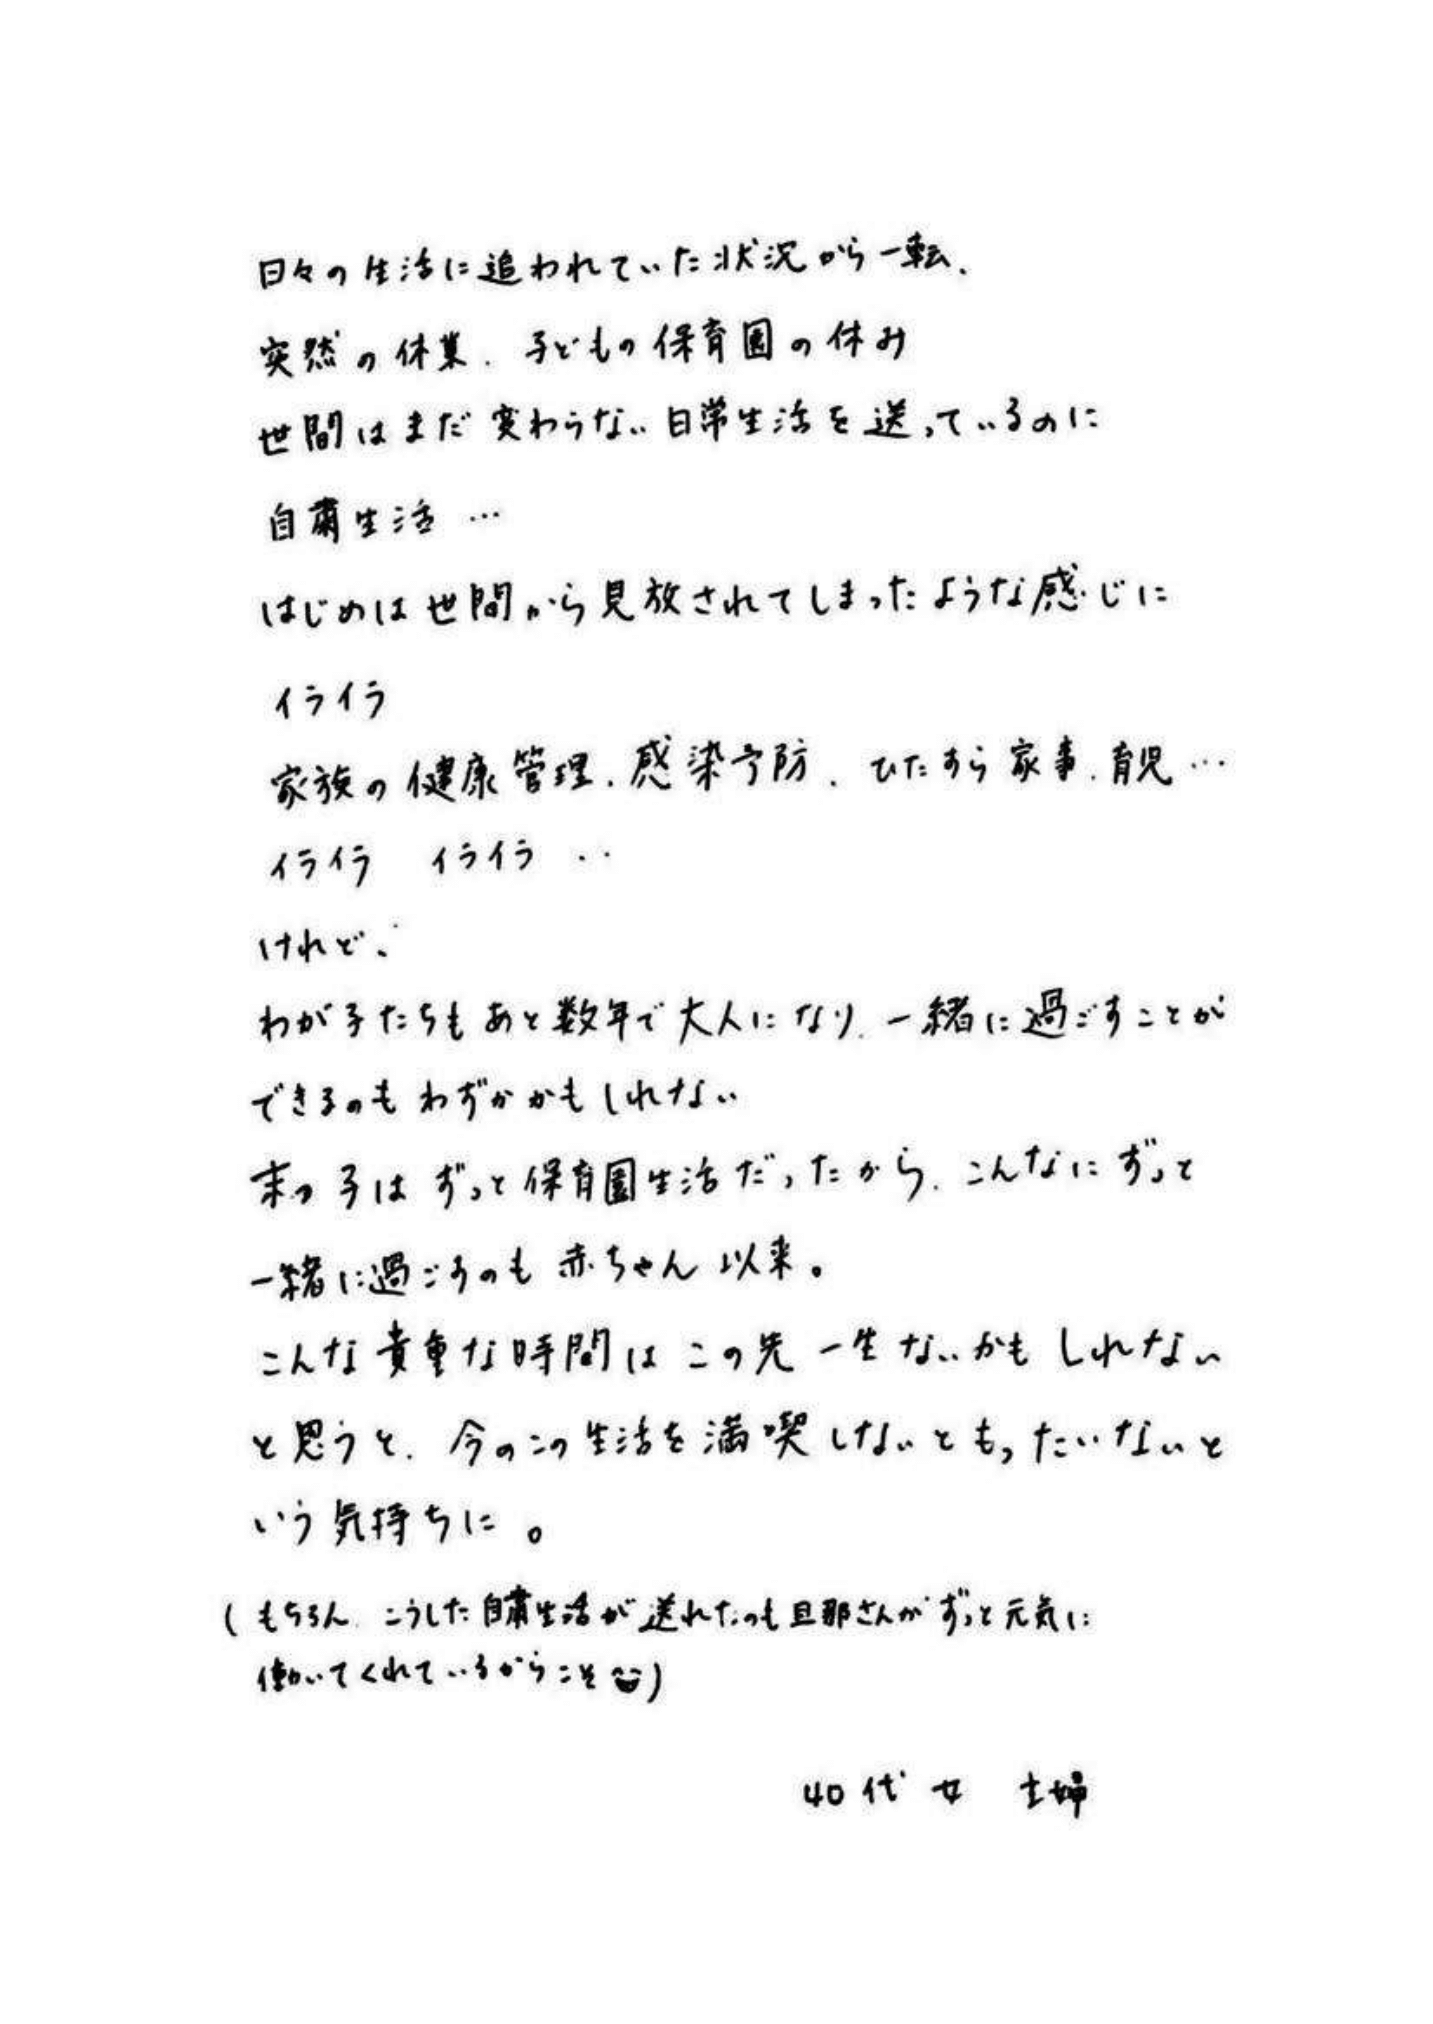 日々の生活に追われていた状況から一転、
突然の休業、子どもの保育園の休み
世間はまだ変わらない日常生活を送っているのに
自粛生活…
はじめは世間から見放されてしまったような感じに
イライラ
家族の健康管理、感染予防、ひたすら家事、育児…
イライラ イライラ‥
けれど、
わが子たちもあと数年で大人になり、一緒に過ごすことが
できるのもわずかかもしれない
末っ子はずっと保育園生活だったから、こんなにずっと
一緒に過ごすのも赤ちゃん以来。
こんな貴重な時間はこの先一生ないかもしれない
と思うと、今のこの生活を満喫しないともったいないと
いう気持ちに。
(もちろん、こうした自粛生活が送れたのも旦那さんがずっと元気に
働いてくれているからこそ😊)
40代 女 主婦